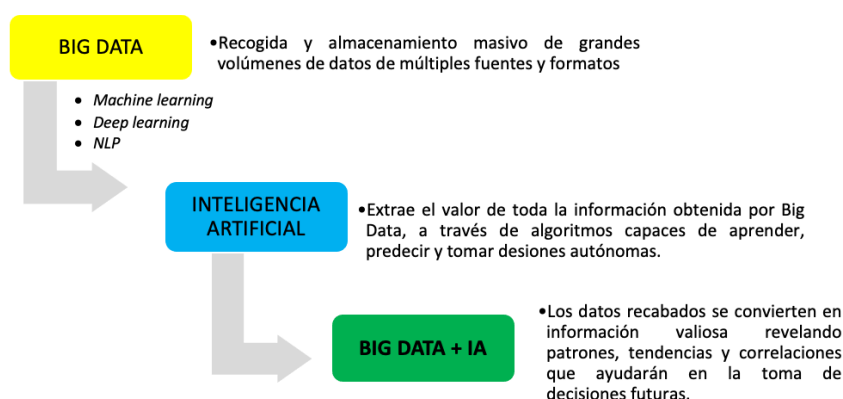 BIG DATA
•Recogida y almacenamiento masivo de grandes
volúmenes de datos de múltiples fuentes y formatos
• Machine learning
• Deep learning
• NLP
INTELIGENCIA
ARTIFICIAL
•Extrae el valor de toda la información obtenida por Big
Data, a través de algoritmos capaces de aprender,
predecir y tomar desiones autónomas.
BIG DATA + IA
•Los datos recabados se convierten en
información valiosa revelando
patrones, tendencias y correlaciones
que ayudarán en la toma de
decisiones futuras.